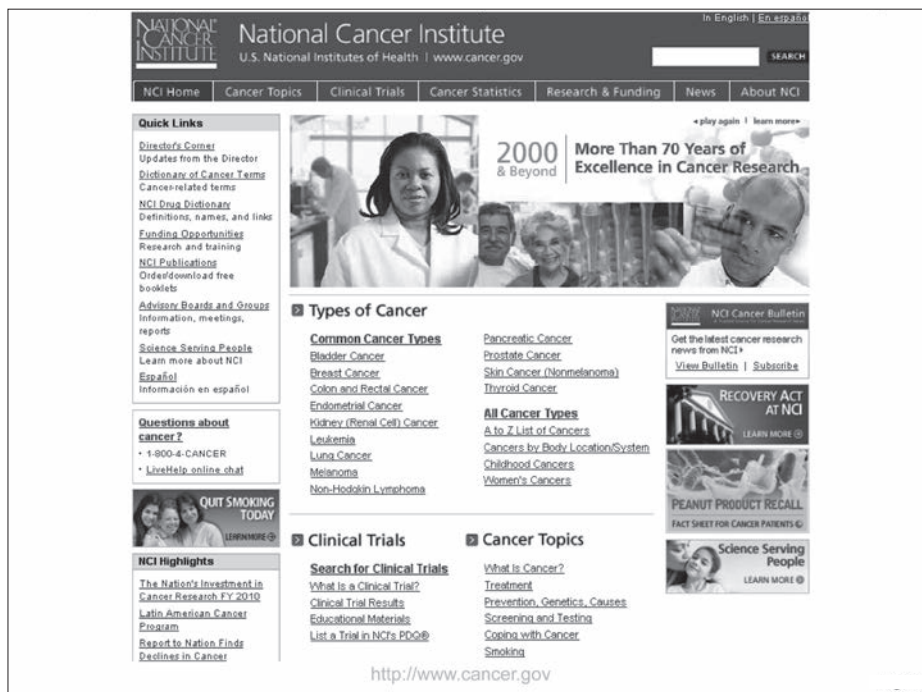 In English | En español
NATIONAL
CANCER
INSTITUTE
National Cancer Institute
U.S. National Institutes of Health | www.cancer.gov
SEARCH
NCI Home
Cancer Topics
Clinical Trials
Cancer Statistics
Research & Funding
News
About NCI
Quick Links
Director's Corner
Updates from the Director
Dictionary of Cancer Terms
Cancer-related terms
NCI Drug Dictionary
Definitions, names, and links
Funding Opportunities
Research and training
NCI Publications
Order/download free
booklets
Advisory Boards and Groups
Information, meetings,
reports
Science Serving People
Learn more about NCI
Español
Información en español
Questions about
cancer?
• 1-800-4-CANCER
• LiveHelp online chat
QUIT SMOKING
TODAY
LEARN MORE
NCI Highlights
The Nation's Investment in
Cancer Research FY 2010
Latin American Cancer
Program
Report to Nation Finds
Declines in Cancer
play again | learn more
2000
& Beyond
More Than 70 Years of
Excellence in Cancer Research
Types of Cancer
Common Cancer Types
Bladder Cancer
Breast Cancer
Colon and Rectal Cancer
Endometrial Cancer
Kidney (Renal Cell) Cancer
Leukemia
Lung Cancer
Melanoma
Non-Hodgkin Lymphoma
Pancreatic Cancer
Prostate Cancer
Skin Cancer (Nonmelanoma)
Thyroid Cancer
All Cancer Types
A to Z List of Cancers
Cancers by Body Location/System
Childhood Cancers
Women's Cancers
Clinical Trials
Search for Clinical Trials
What Is a Clinical Trial?
Clinical Trial Results
Educational Materials
List a Trial in NCI's PDQ®
Cancer Topics
What Is Cancer?
Treatment
Prevention, Genetics, Causes
Screening and Testing
Coping with Cancer
Smoking
NCI Cancer Bulletin
Get the latest cancer research
news from NCI
View Bulletin | Subscribe
RECOVERY ACT
AT NCI
LEARN MORE
PEANUT PRODUCT RECALL
FACT SHEET FOR CANCER PATIENTS
Science Serving
People
LEARN MORE
http://www.cancer.gov